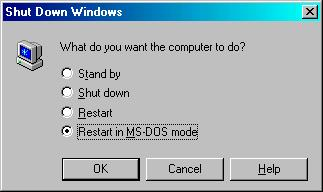 Shut Down Windows
What do you want the computer to do?
Stand by
Shut down
Restart
Restart in MS-DOS mode
OK Cancel Help